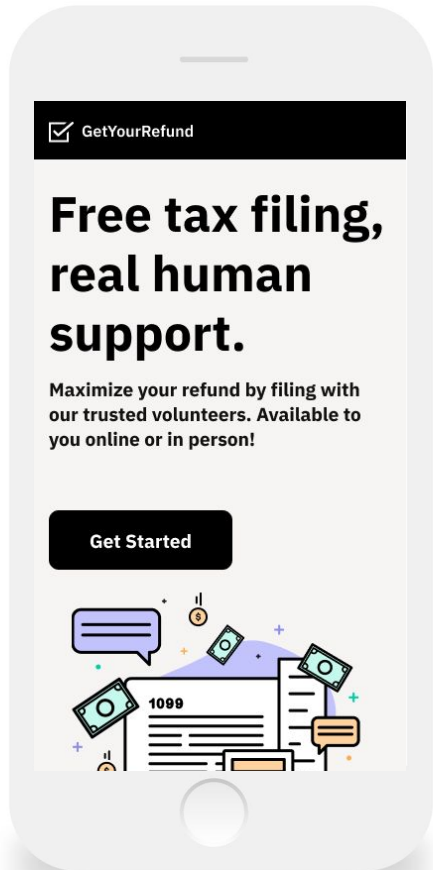 GetYourRefund
Free tax filing,
real human
support.
Maximize your refund by filing with
our trusted volunteers. Available to
you online or in person!
Get Started
$
1099